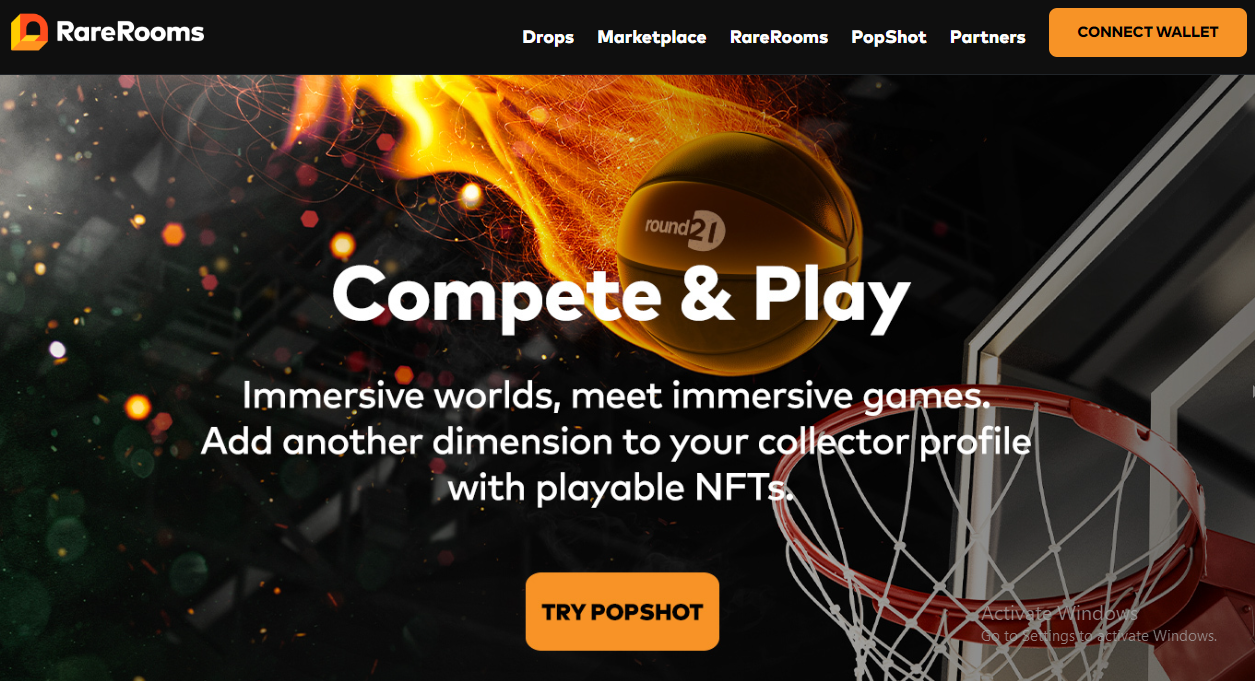 RareRooms
Drops Marketplace RareRooms PopShot Partners CONNECT WALLET
round21
Compete & Play
Immersive worlds, meet immersive games.
Add another dimension to your collector profile
with playable NFTs.
TRY POPSHOT
Activate Windows
Go to Settings to activate Windows.